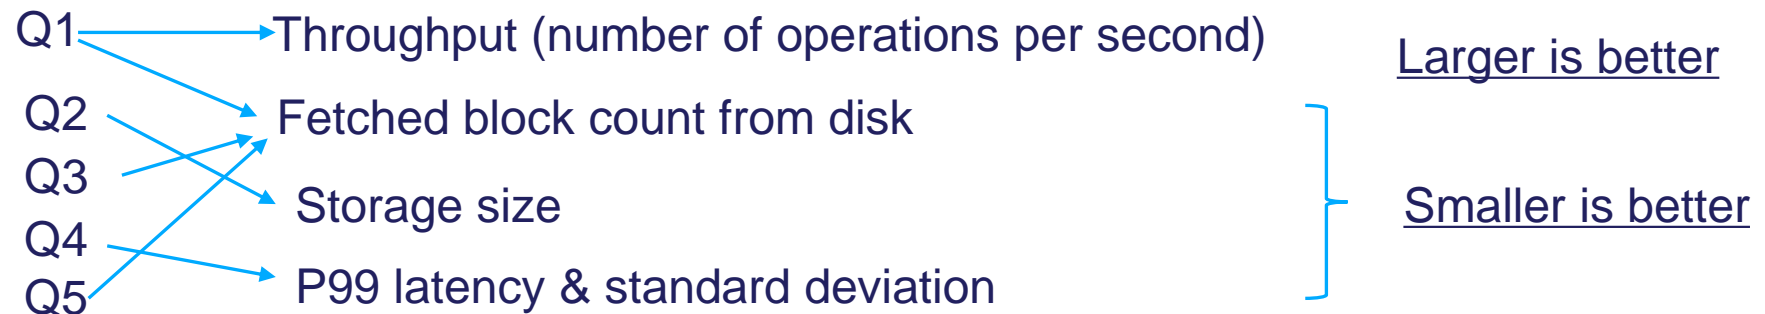 Q1
Throughput (number of operations per second)
Larger is better
Q2
Fetched block count from disk
Q3
Storage size
Smaller is better
Q4
P99 latency & standard deviation
Q5